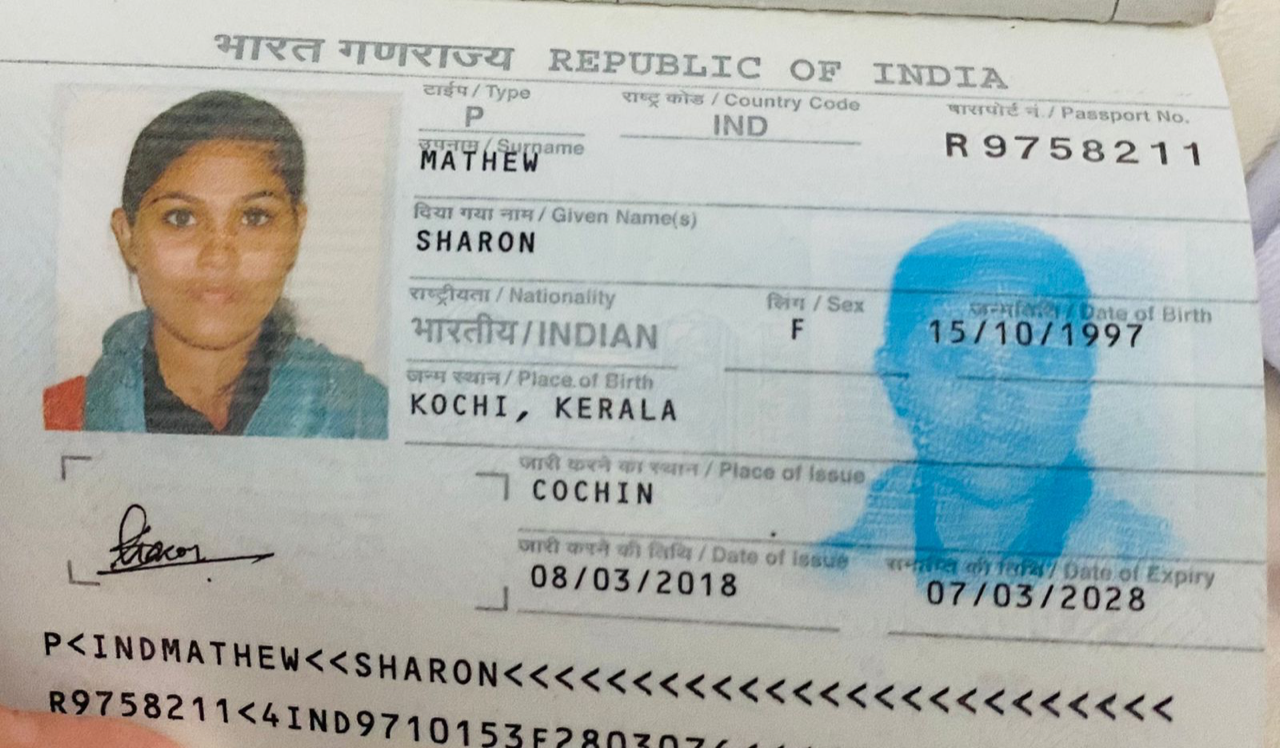 भारत गणराज्य REPUBLIC OF INDIA
टाईप / Type राष्ट्र कोड / Country Code पासपोर्ट नं. / Passport No.
P IND R 9758211
उपनाम / Surname
MATHEW
दिया गया नाम / Given Name(s)
SHARON
राष्ट्रीयता / Nationality लिंग / Sex जन्मतिथि / Date of Birth
भारतीय / INDIAN F 15/10/1997
जन्म स्थान / Place of Birth
KOCHI, KERALA
जारी करने का स्थान / Place of Issue
COCHIN
जारी करने की तिथि / Date of Issue समाप्ति की तिथि / Date of Expiry
08/03/2018 07/03/2028
Sharon
P<INDMATHEW<<SHARON<<<<<<<<<<<<<<<<<<<<<<<<<
R9758211<4IND9710153F280307